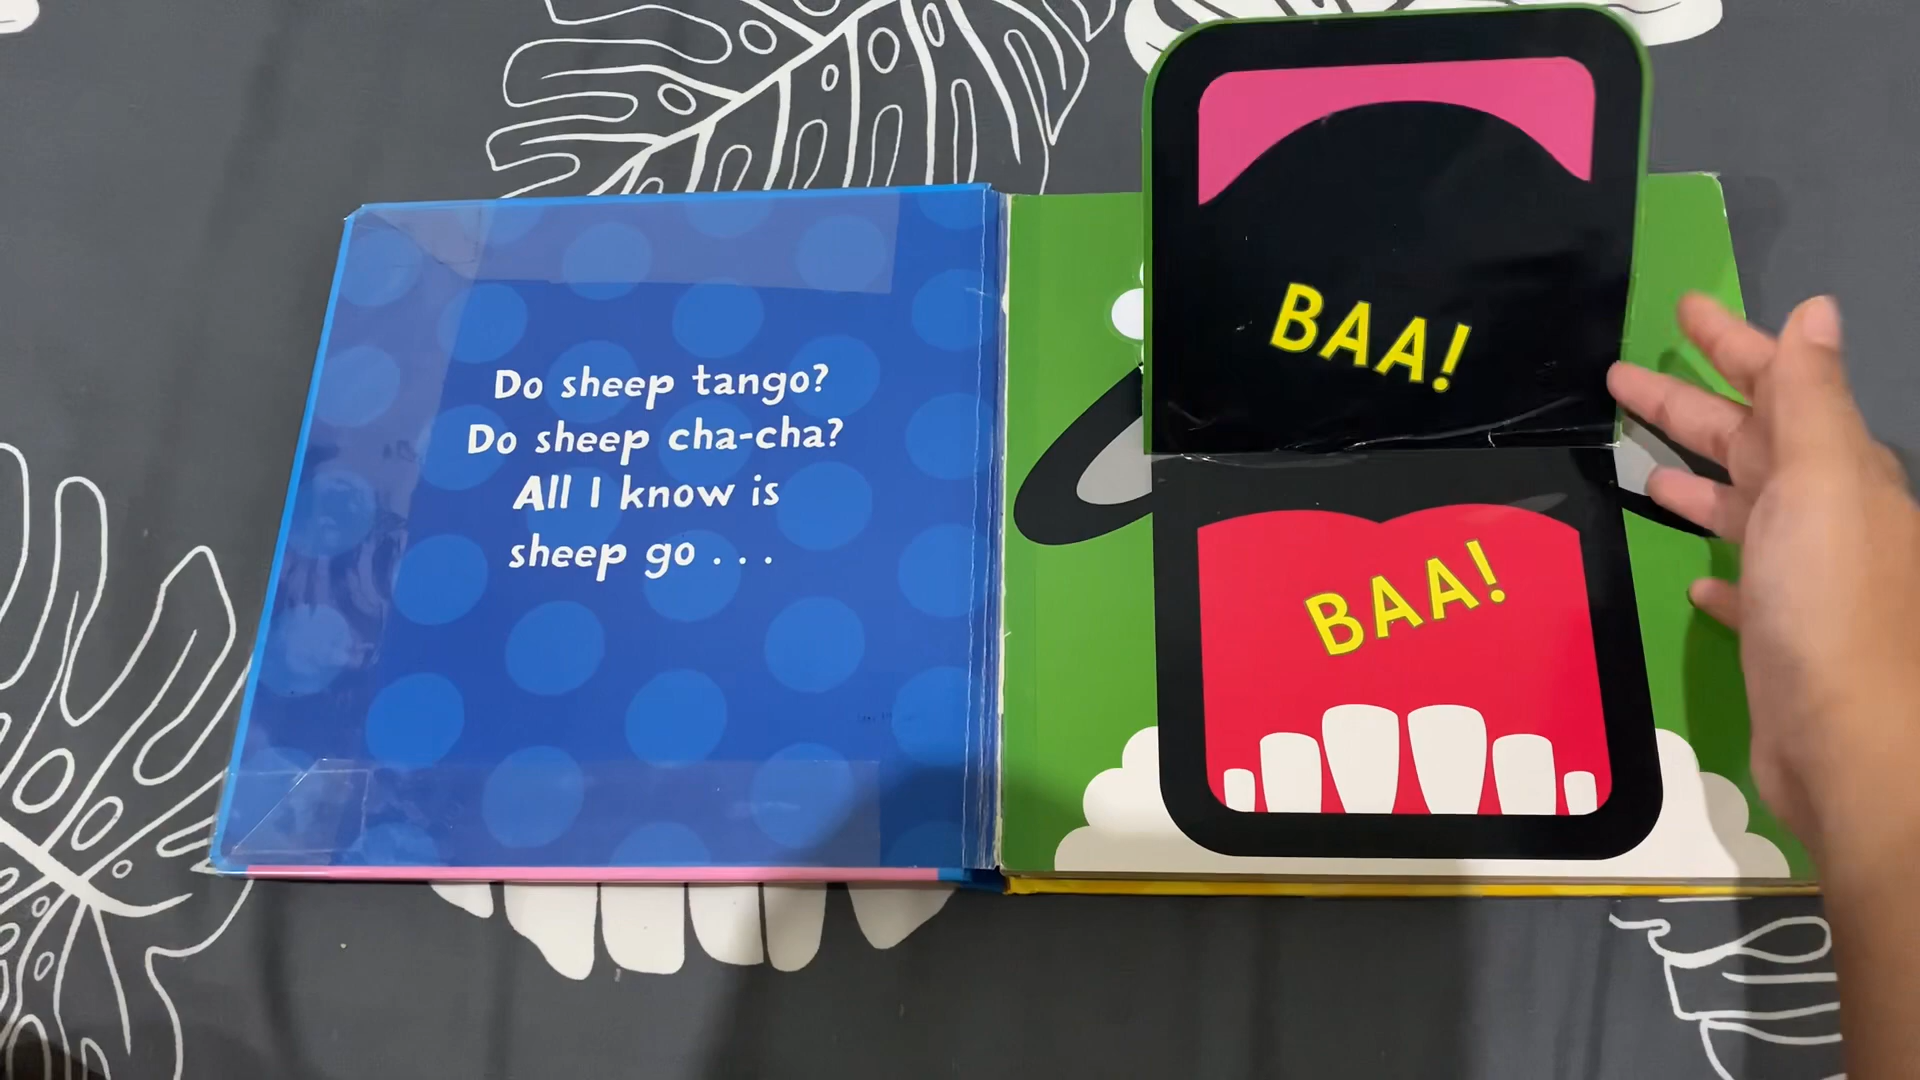 Do sheep tango?
Do sheep cha-cha?
All I know is
sheep go . . .
BAA!
BAA!